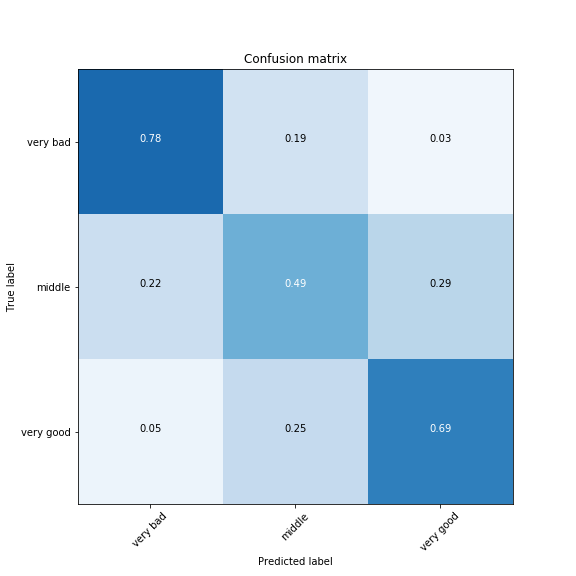 Confusion matrix
True label
very bad
0.78 0.19 0.03
middle
0.22 0.49 0.29
very good
0.05 0.25 0.69
very bad
middle
very good
Predicted label